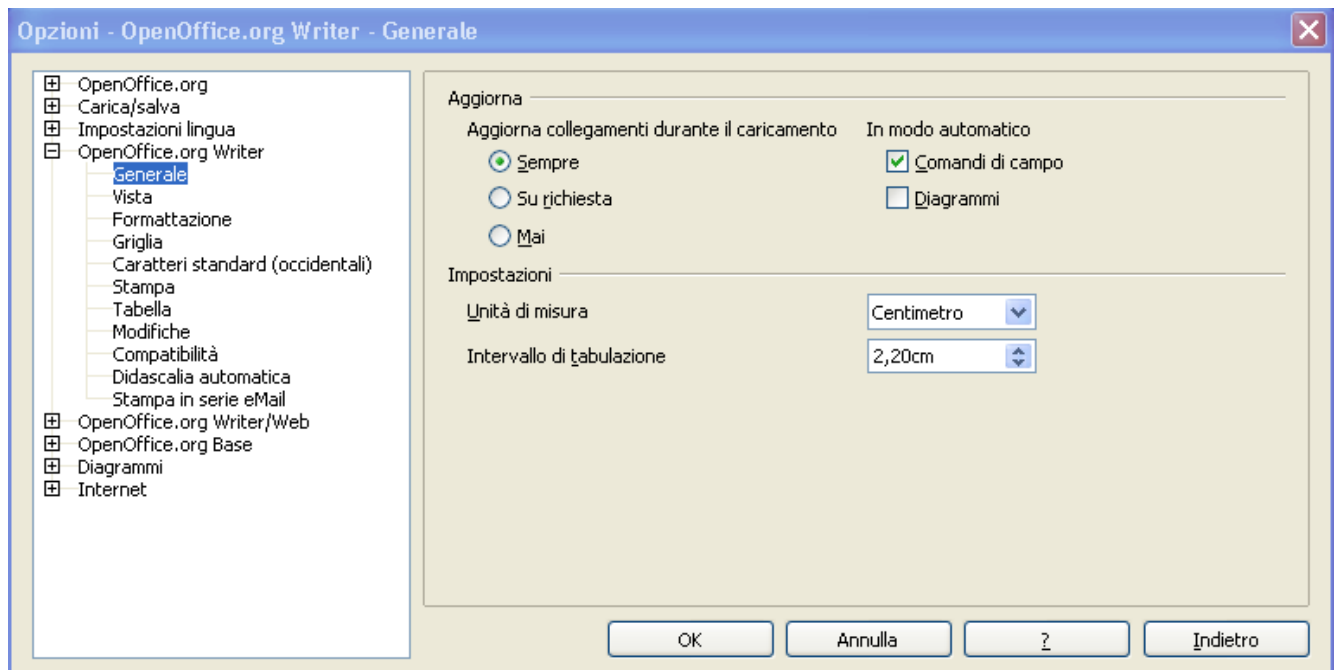 Opzioni - OpenOffice.org Writer - Generale
OpenOffice.org
Carica/salva
Impostazioni lingua
OpenOffice.org Writer
Generale
Vista
Formattazione
Griglia
Caratteri standard (occidentali)
Stampa
Tabella
Modifiche
Compatibilità
Didascalia automatica
Stampa in serie eMail
OpenOffice.org Writer/Web
OpenOffice.org Base
Diagrammi
Internet
Aggiorna
Aggiorna collegamenti durante il caricamento
Sempre
Su richiesta
Mai
In modo automatico
Comandi di campo
Diagrammi
Impostazioni
Unità di misura
Centimetro
Intervallo di tabulazione
2,20cm
OK
Annulla
?
Indietro